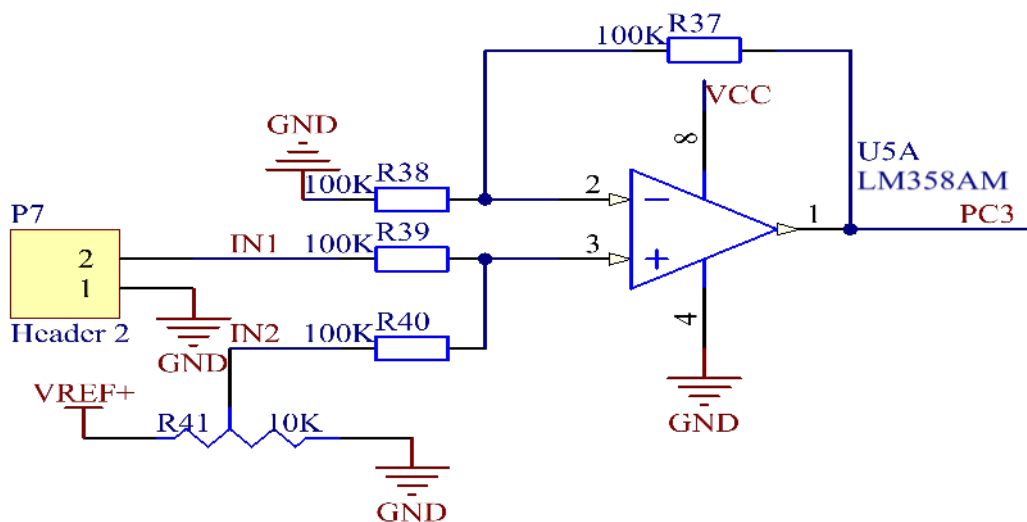 100K R37
VCC
GND
8
U5A
LM358AM
100K R38
2
−
1
PC3
P7
2
IN1
100K R39
3
+
1
Header 2
GND
IN2
100K R40
4
VREF+
R41
10K
GND
GND